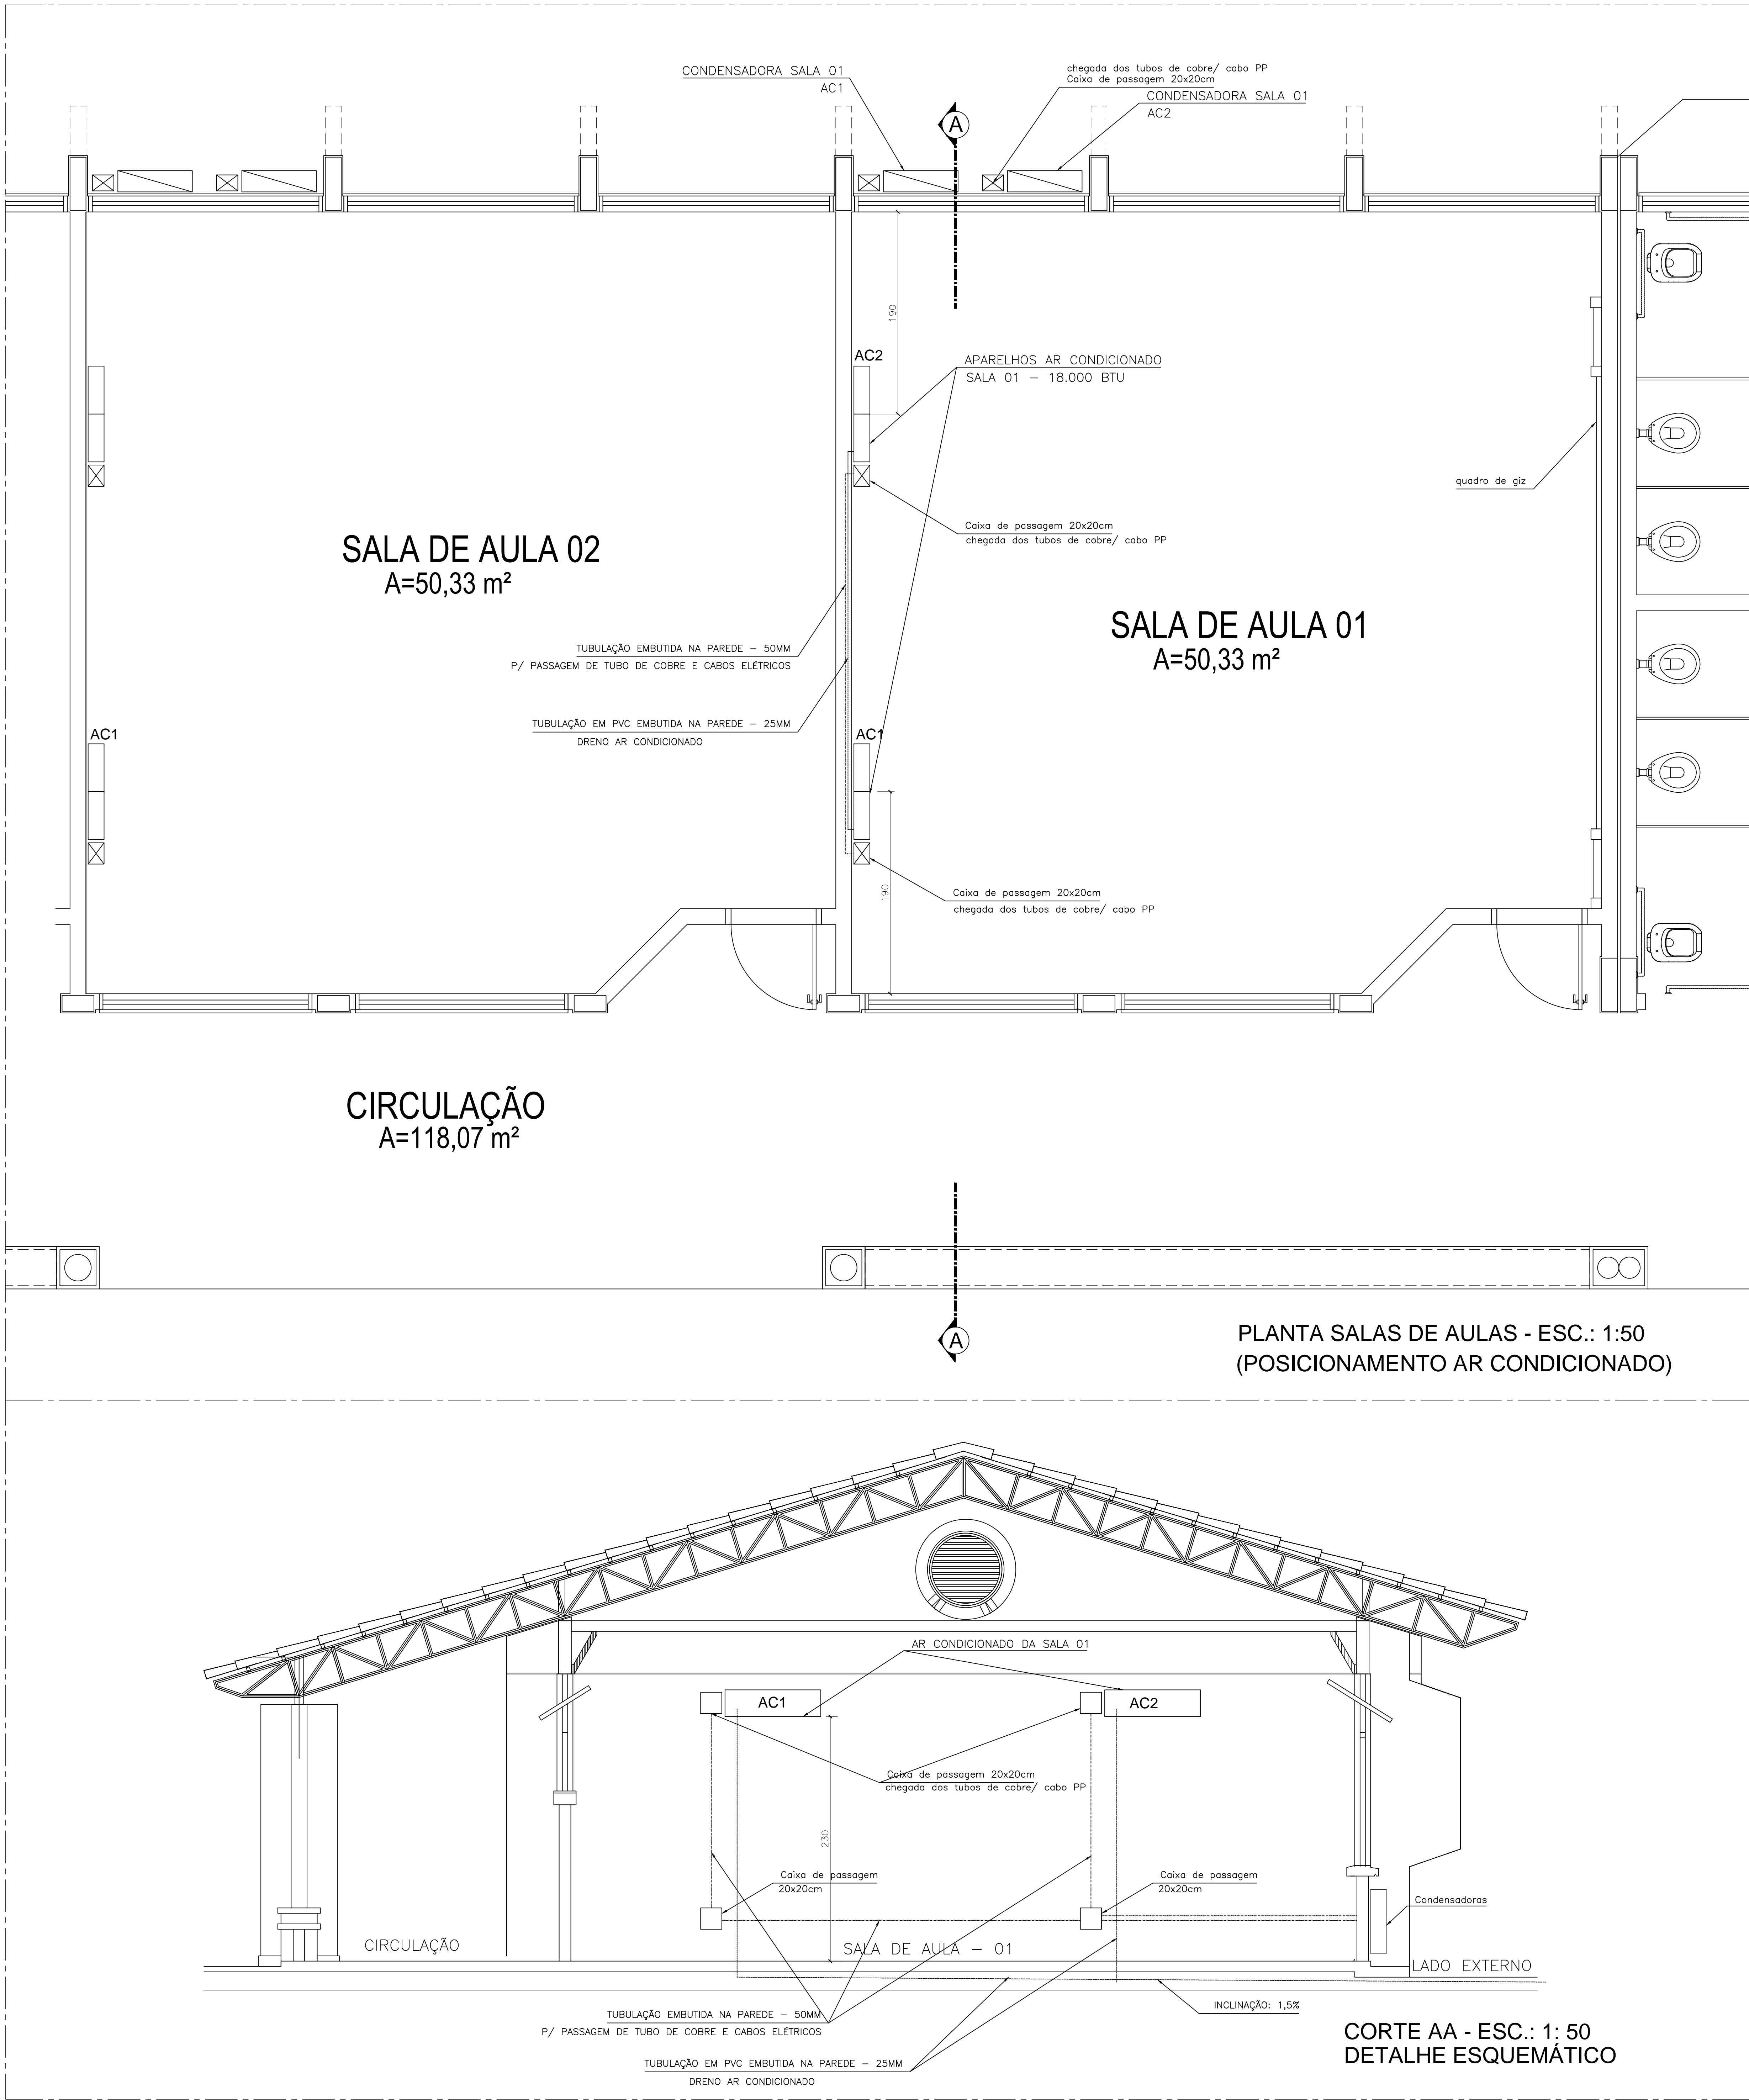 CONDENSADORA SALA 01
AC1
chegada dos tubos de cobre/ cabo PP
Caixa de passagem 20x20cm
CONDENSADORA SALA 01
AC2
A
190
AC2
APARELHOS AR CONDICIONADO
SALA 01 - 18.000 BTU
quadro de giz
Caixa de passagem 20x20cm
chegada dos tubos de cobre/ cabo PP
SALA DE AULA 02
A=50,33 m²
SALA DE AULA 01
A=50,33 m²
TUBULAÇÃO EMBUTIDA NA PAREDE - 50MM
P/ PASSAGEM DE TUBO DE COBRE E CABOS ELÉTRICOS
TUBULAÇÃO EM PVC EMBUTIDA NA PAREDE - 25MM
DRENO AR CONDICIONADO
AC1
AC1
190
Caixa de passagem 20x20cm
chegada dos tubos de cobre/ cabo PP
CIRCULAÇÃO
A=118,07 m²
A
PLANTA SALAS DE AULAS - ESC.: 1:50
(POSICIONAMENTO AR CONDICIONADO)
AR CONDICIONADO DA SALA 01
AC1
AC2
Caixa de passagem 20x20cm
chegada dos tubos de cobre/ cabo PP
230
Caixa de passagem
20x20cm
Caixa de passagem
20x20cm
Condensadoras
CIRCULAÇÃO
SALA DE AULA - 01
LADO EXTERNO
INCLINAÇÃO: 1,5%
TUBULAÇÃO EMBUTIDA NA PAREDE - 50MM
P/ PASSAGEM DE TUBO DE COBRE E CABOS ELÉTRICOS
TUBULAÇÃO EM PVC EMBUTIDA NA PAREDE - 25MM
DRENO AR CONDICIONADO
CORTE AA - ESC.: 1: 50
DETALHE ESQUEMÁTICO